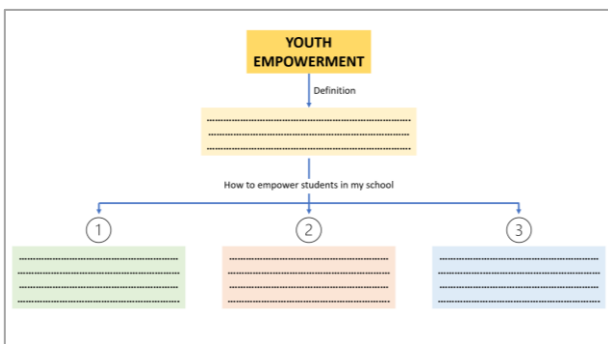 YOUTH
EMPOWERMENT
Definition
How to empower students in my school
1
2
3